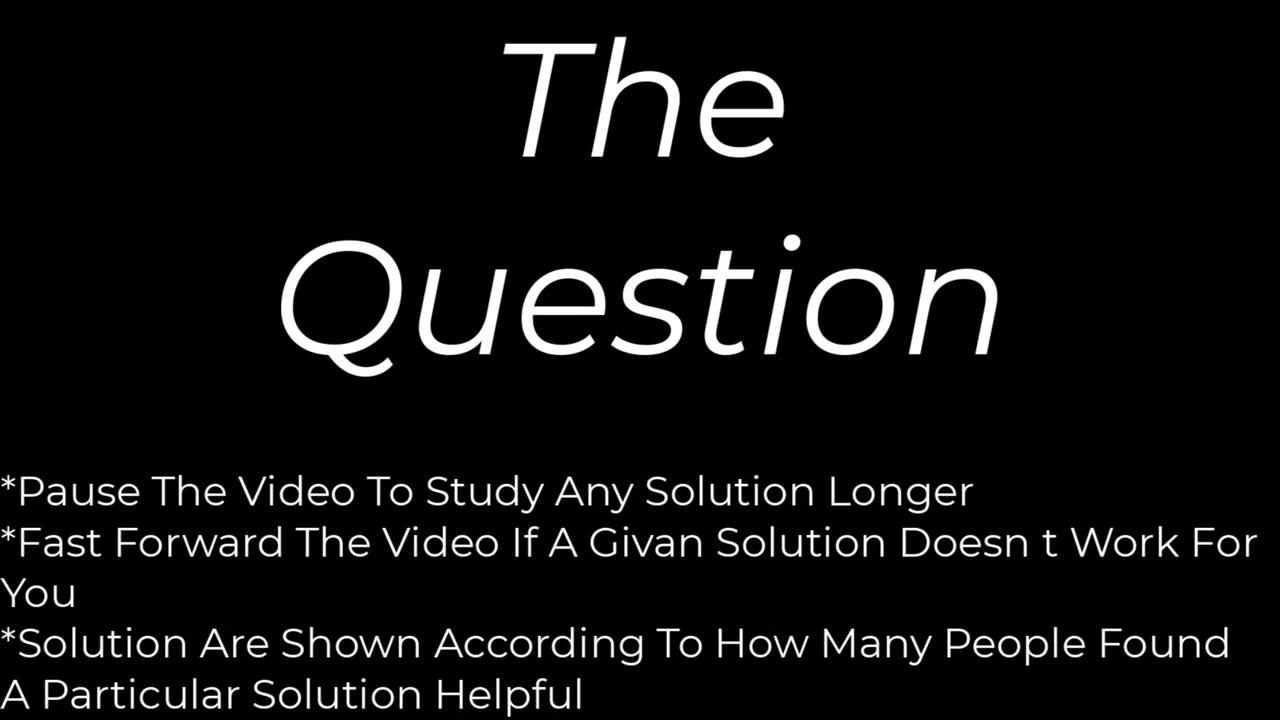 The
Question
*Pause The Video To Study Any Solution Longer
*Fast Forward The Video If A Givan Solution Doesn t Work For
You
*Solution Are Shown According To How Many People Found
A Particular Solution Helpful